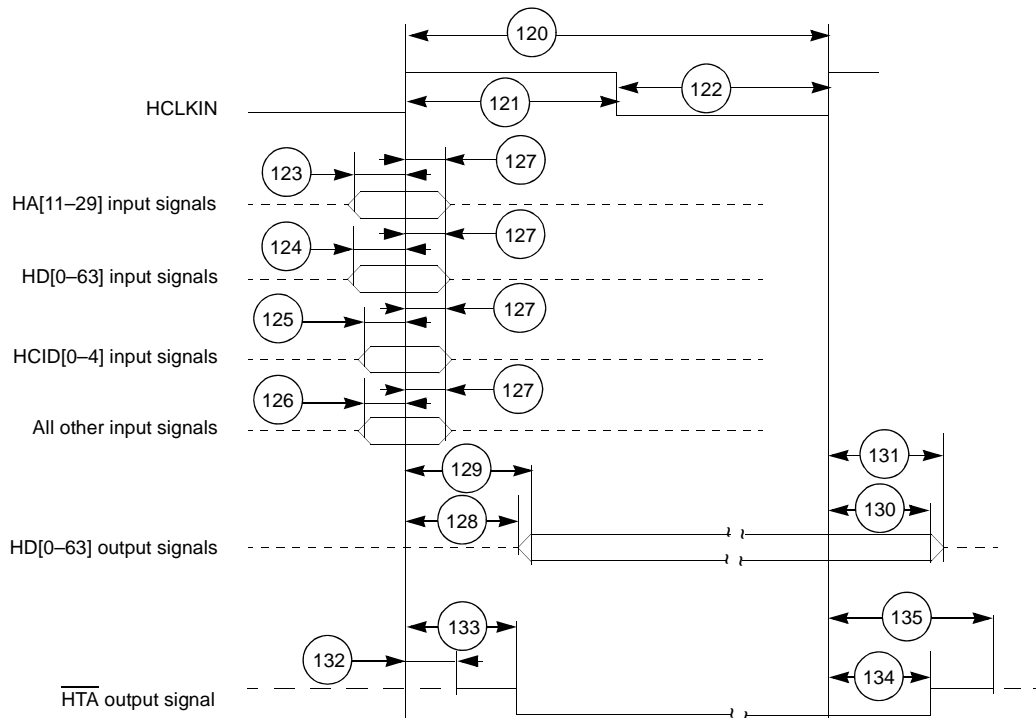 120
HCLKIN
121
122
127
123
HA[11–29] input signals
127
124
HD[0–63] input signals
127
125
HCID[0–4] input signals
127
126
All other input signals
129
131
128
130
HD[0–63] output signals
133
135
132
134
HTA output signal